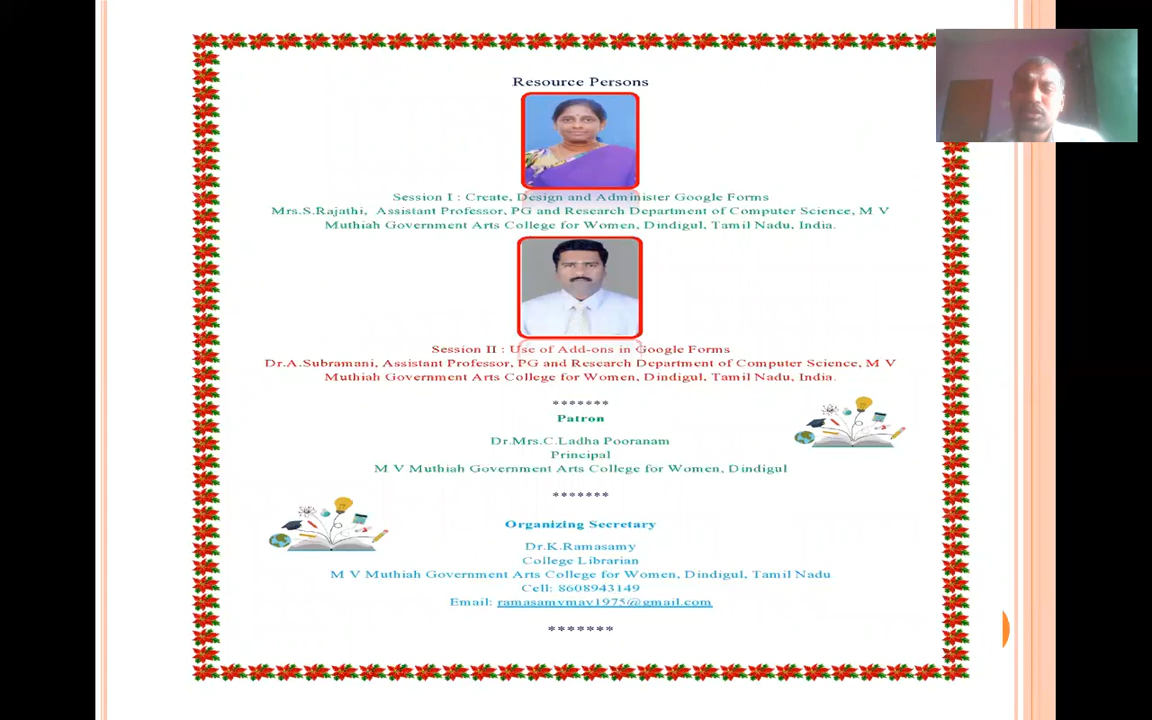 Resource Persons
Session I : Create, Design and Administer Google Forms
Mrs.S.Rajathi, Assistant Professor, PG and Research Department of Computer Science, M V
Muthiah Government Arts College for Women, Dindigul, Tamil Nadu, India.
Session II : Use of Add-ons in Google Forms
Dr.A.Subramani, Assistant Professor, PG and Research Department of Computer Science, M V
Muthiah Government Arts College for Women, Dindigul, Tamil Nadu, India.
*******
Patron
Dr.Mrs.C.Ladha Pooranam
Principal
M V Muthiah Government Arts College for Women, Dindigul
*******
Organizing Secretary
Dr.K.Ramasamy
College Librarian
M V Muthiah Government Arts College for Women, Dindigul, Tamil Nadu
Cell: 8608943149
Email: ramasamymav1975@gmail.com
*******